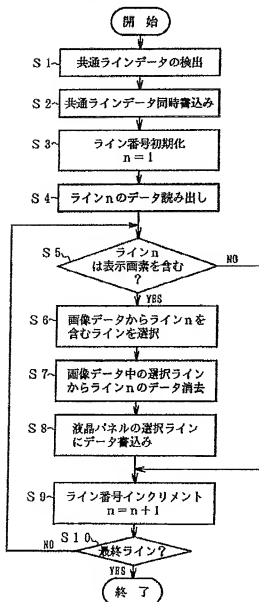 開 始
S1
共通ラインデータの検出
S2
共通ラインデータ同時書込み
S3
ライン番号初期化
n=1
S4
ラインnのデータ読み出し
S5
ラインn
は表示画素を含む
?
NO
YES
S6
画像データからラインnを
含むラインを選択
S7
画像データ中の選択ライン
からラインnのデータ消去
S8
液晶パネルの選択ライン
にデータ書込み
S9
ライン番号インクリメント
n=n+1
S10
最終ライン?
NO
YES
終 了